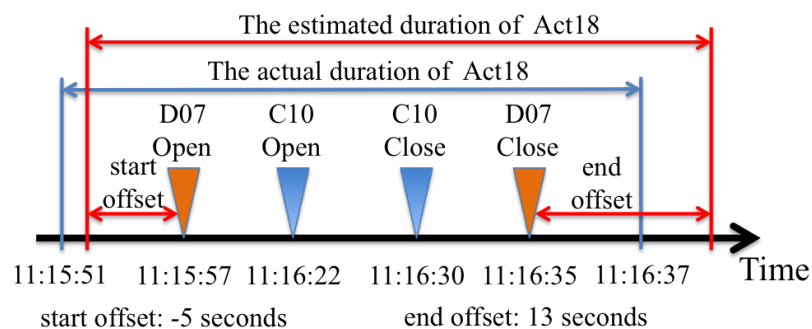 The estimated duration of Act18
The actual duration of Act18
D07 C10 C10 D07
Open Open Close Close
start offset
end offset
11:15:51 11:15:57 11:16:22 11:16:30 11:16:35 11:16:37 Time
start offset: -5 seconds end offset: 13 seconds